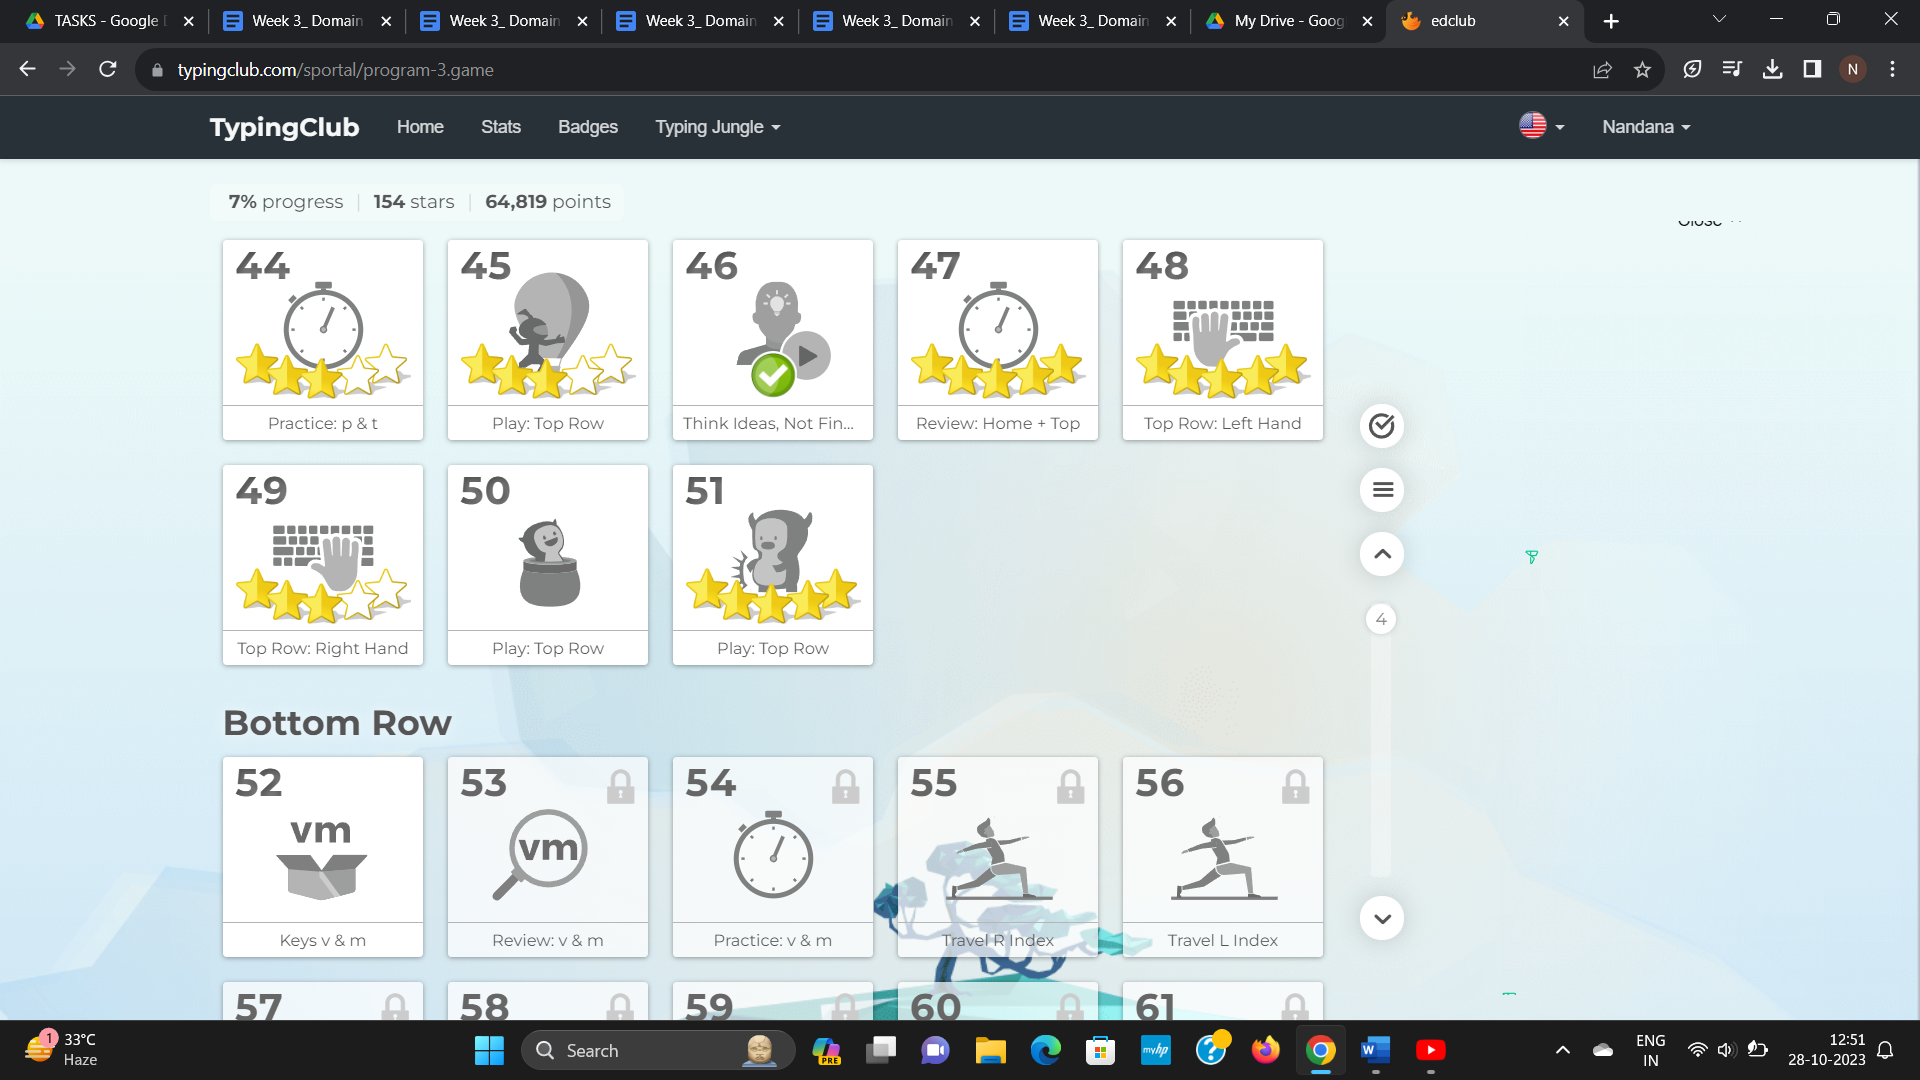 TASKS - Google D
Week 3_ Domain
Week 3_ Domain
Week 3_ Domain
Week 3_ Domain
Week 3_ Domain
My Drive - Goog
edclub
typingclub.com/sportal/program-3.game
N
TypingClub
Home
Stats
Badges
Typing Jungle
Nandana
7% progress
154 stars
64,819 points
Close
44
45
46
47
48
Practice: p & t
Play: Top Row
Think Ideas, Not Fin...
Review: Home + Top
Top Row: Left Hand
49
50
51
Top Row: Right Hand
Play: Top Row
Play: Top Row
4
Bottom Row
52
53
54
55
56
vm
vm
Keys v & m
Review: v & m
Practice: v & m
Travel R Index
Travel L Index
57
58
59
60
61
1
33°C
Haze
Search
PRE
myhp
W
ENG
IN
12:51
28-10-2023